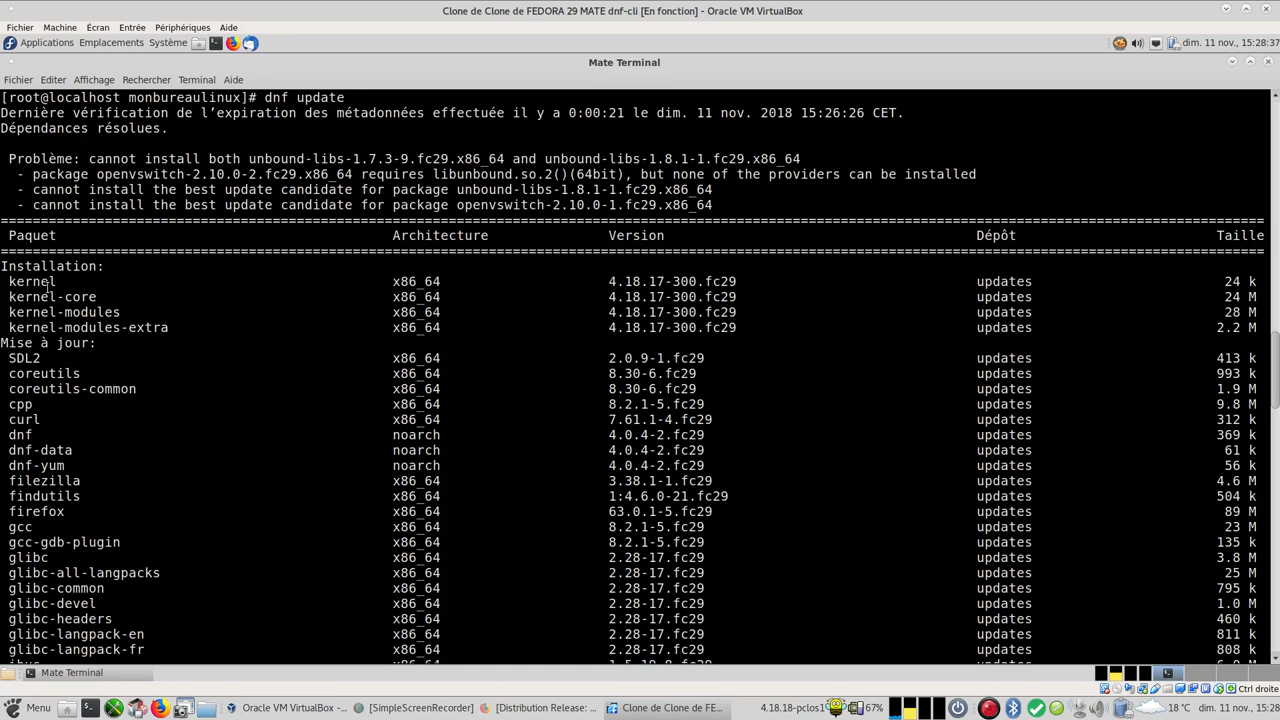 Clone de Clone de FEDORA 29 MATE dnf-cli [En fonction] - Oracle VM VirtualBox
Fichier Machine Écran Entrée Périphériques Aide
Applications Emplacements Système dim. 11 nov., 15:28:37
Mate Terminal
Fichier Editer Affichage Rechercher Terminal Aide
[root@localhost monbureaulinux]# dnf update
Dernière vérification de l’expiration des métadonnées effectuée il y a 0:00:21 le dim. 11 nov. 2018 15:26:26 CET.
Dépendances résolues.
Problème: cannot install both unbound-libs-1.7.3-9.fc29.x86_64 and unbound-libs-1.8.1-1.fc29.x86_64
- package openvswitch-2.10.0-2.fc29.x86_64 requires libunbound.so.2()(64bit), but none of the providers can be installed
- cannot install the best update candidate for package unbound-libs-1.8.1-1.fc29.x86_64
- cannot install the best update candidate for package openvswitch-2.10.0-1.fc29.x86_64
Paquet Architecture Version Dépôt Taille
Installation:
kernel x86_64 4.18.17-300.fc29 updates 24 k
kernel-core x86_64 4.18.17-300.fc29 updates 24 M
kernel-modules x86_64 4.18.17-300.fc29 updates 28 M
kernel-modules-extra x86_64 4.18.17-300.fc29 updates 2.2 M
Mise à jour:
SDL2 x86_64 2.0.9-1.fc29 updates 413 k
coreutils x86_64 8.30-6.fc29 updates 993 k
coreutils-common x86_64 8.30-6.fc29 updates 1.9 M
cpp x86_64 8.2.1-5.fc29 updates 9.8 M
curl x86_64 7.61.1-4.fc29 updates 312 k
dnf noarch 4.0.4-2.fc29 updates 369 k
dnf-data noarch 4.0.4-2.fc29 updates 61 k
dnf-yum noarch 4.0.4-2.fc29 updates 56 k
filezilla x86_64 3.38.1-1.fc29 updates 4.6 M
findutils x86_64 1:4.6.0-21.fc29 updates 504 k
firefox x86_64 63.0.1-5.fc29 updates 89 M
gcc x86_64 8.2.1-5.fc29 updates 23 M
gcc-gdb-plugin x86_64 8.2.1-5.fc29 updates 135 k
glibc x86_64 2.28-17.fc29 updates 3.8 M
glibc-all-langpacks x86_64 2.28-17.fc29 updates 25 M
glibc-common x86_64 2.28-17.fc29 updates 795 k
glibc-devel x86_64 2.28-17.fc29 updates 1.0 M
glibc-headers x86_64 2.28-17.fc29 updates 460 k
glibc-langpack-en x86_64 2.28-17.fc29 updates 811 k
glibc-langpack-fr x86_64 2.28-17.fc29 updates 808 k
Mate Terminal
Ctrl droite
Menu Oracle VM VirtualBox -... [SimpleScreenRecorder] [Distribution Release: ... Clone de Clone de FE... 4.18.18-pclos 67% 18 °C dim. 11 nov., 15:28